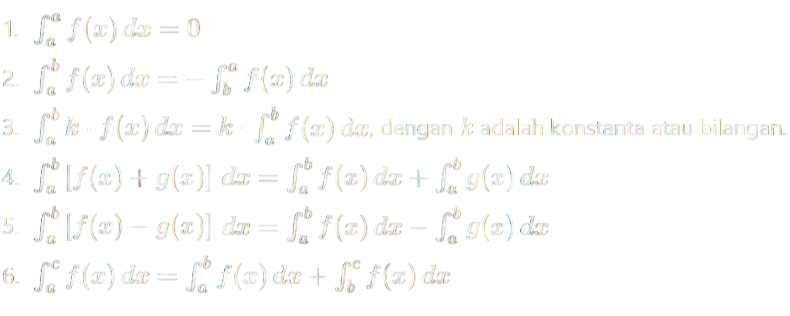 1. ∫_a^a f(x) dx = 0
2. ∫_a^b f(x) dx = − ∫_b^a f(x) dx
3. ∫_a^b k · f(x) dx = k · ∫_a^b f(x) dx, dengan k adalah konstanta atau bilangan.
4. ∫_a^b [f(x) + g(x)] dx = ∫_a^b f(x) dx + ∫_a^b g(x) dx
5. ∫_a^b [f(x) − g(x)] dx = ∫_a^b f(x) dx − ∫_a^b g(x) dx
6. ∫_a^c f(x) dx = ∫_a^b f(x) dx + ∫_b^c f(x) dx